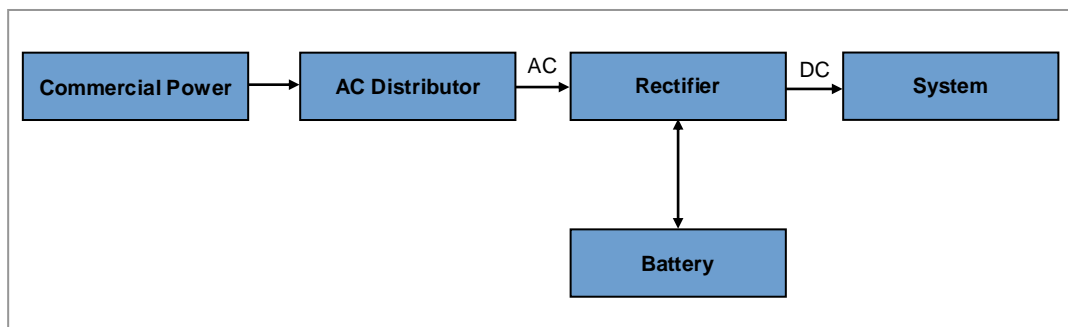 Commercial Power
AC Distributor
AC
Rectifier
DC
System
Battery